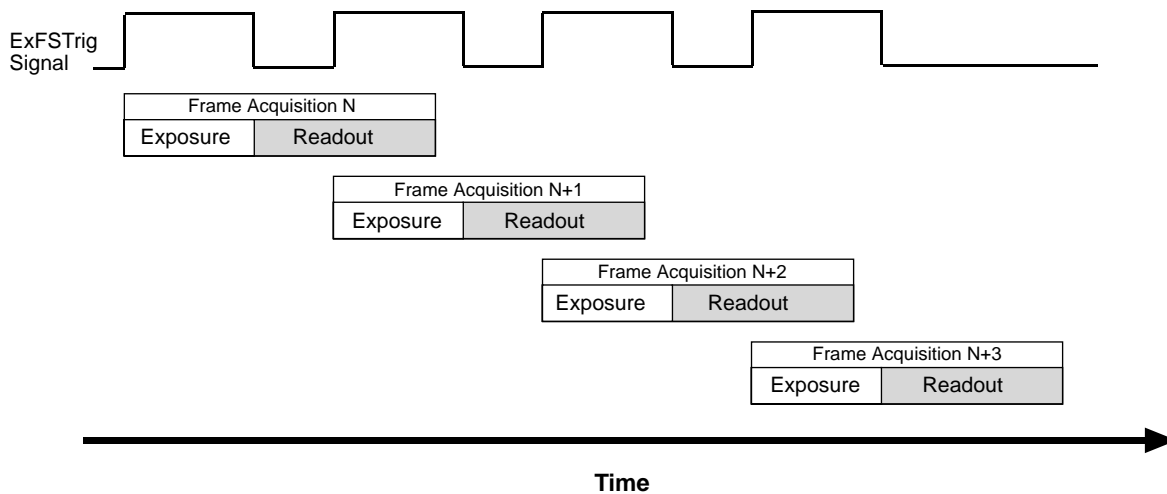 ExFSTrig
Signal
Frame Acquisition N
Exposure Readout
Frame Acquisition N+1
Exposure Readout
Frame Acquisition N+2
Exposure Readout
Frame Acquisition N+3
Exposure Readout
Time